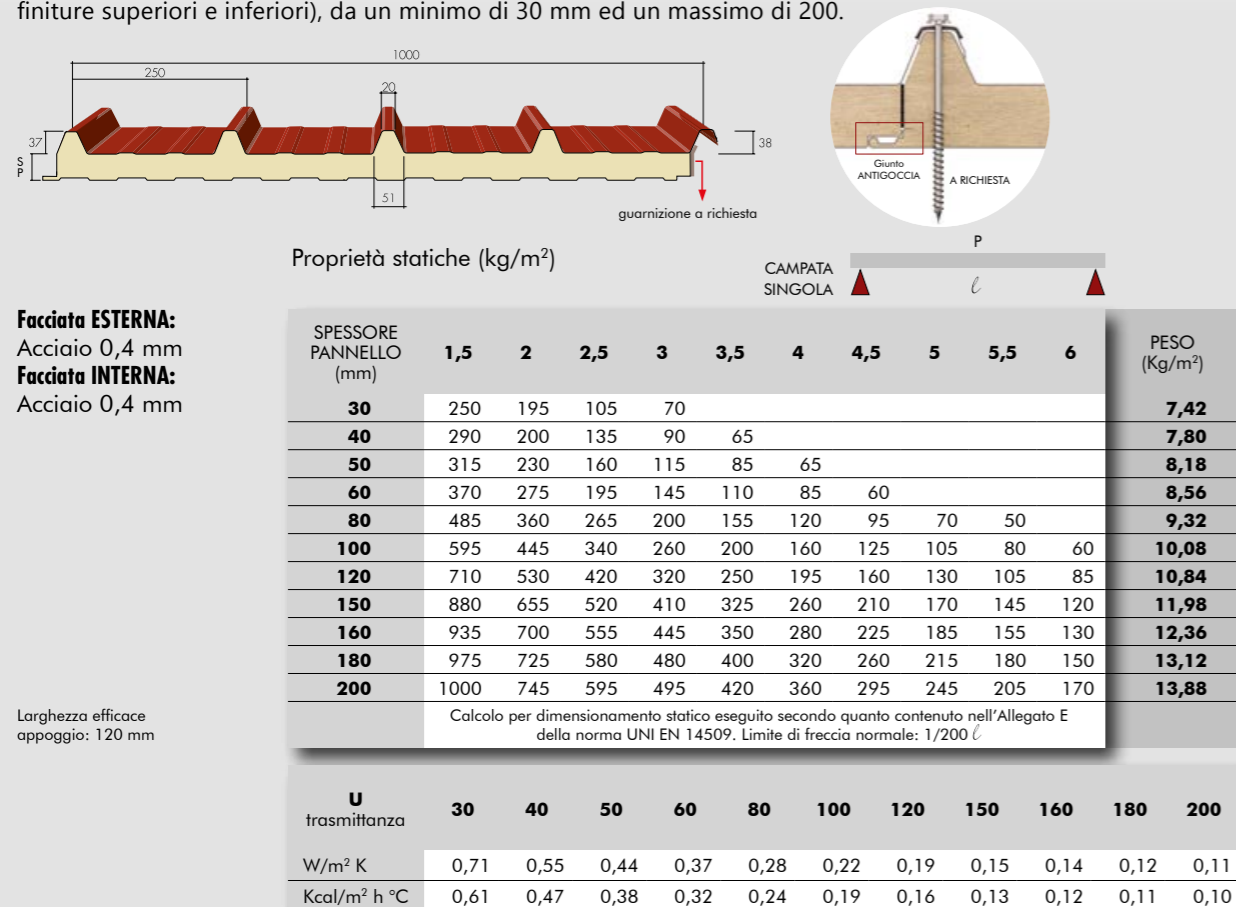 finiture superiori e inferiori), da un minimo di 30 mm ed un massimo di 200.
1000
250
20
37
SP
38
51
guarnizione a richiesta
Giunto
ANTIGOCCIA
A RICHIESTA
Proprietà statiche (kg/m²)
CAMPATA
SINGOLA
P
ℓ
Facciata ESTERNA:
Acciaio 0,4 mm
Facciata INTERNA:
Acciaio 0,4 mm
SPESSORE
PANNELLO
(mm)
1,5 2 2,5 3 3,5 4 4,5 5 5,5 6
PESO
(Kg/m²)
30 250 195 105 70 7,42
40 290 200 135 90 65 7,80
50 315 230 160 115 85 65 8,18
60 370 275 195 145 110 85 60 8,56
80 485 360 265 200 155 120 95 70 50 9,32
100 595 445 340 260 200 160 125 105 80 60 10,08
120 710 530 420 320 250 195 160 130 105 85 10,84
150 880 655 520 410 325 260 210 170 145 120 11,98
160 935 700 555 445 350 280 225 185 155 130 12,36
180 975 725 580 480 400 320 260 215 180 150 13,12
200 1000 745 595 495 420 360 295 245 205 170 13,88
Larghezza efficace
appoggio: 120 mm
Calcolo per dimensionamento statico eseguito secondo quanto contenuto nell'Allegato E
della norma UNI EN 14509. Limite di freccia normale: 1/200 ℓ
U
trasmittanza
30 40 50 60 80 100 120 150 160 180 200
W/m² K 0,71 0,55 0,44 0,37 0,28 0,22 0,19 0,15 0,14 0,12 0,11
Kcal/m² h °C 0,61 0,47 0,38 0,32 0,24 0,19 0,16 0,13 0,12 0,11 0,10